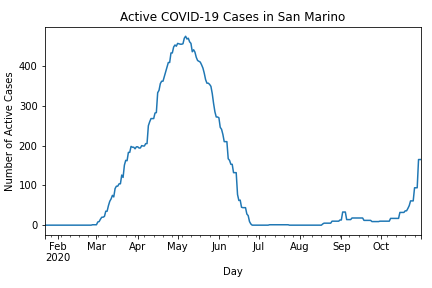 Active COVID-19 Cases in San Marino
Number of Active Cases
400
300
200
100
0
Feb Mar Apr May Jun Jul Aug Sep Oct
2020
Day